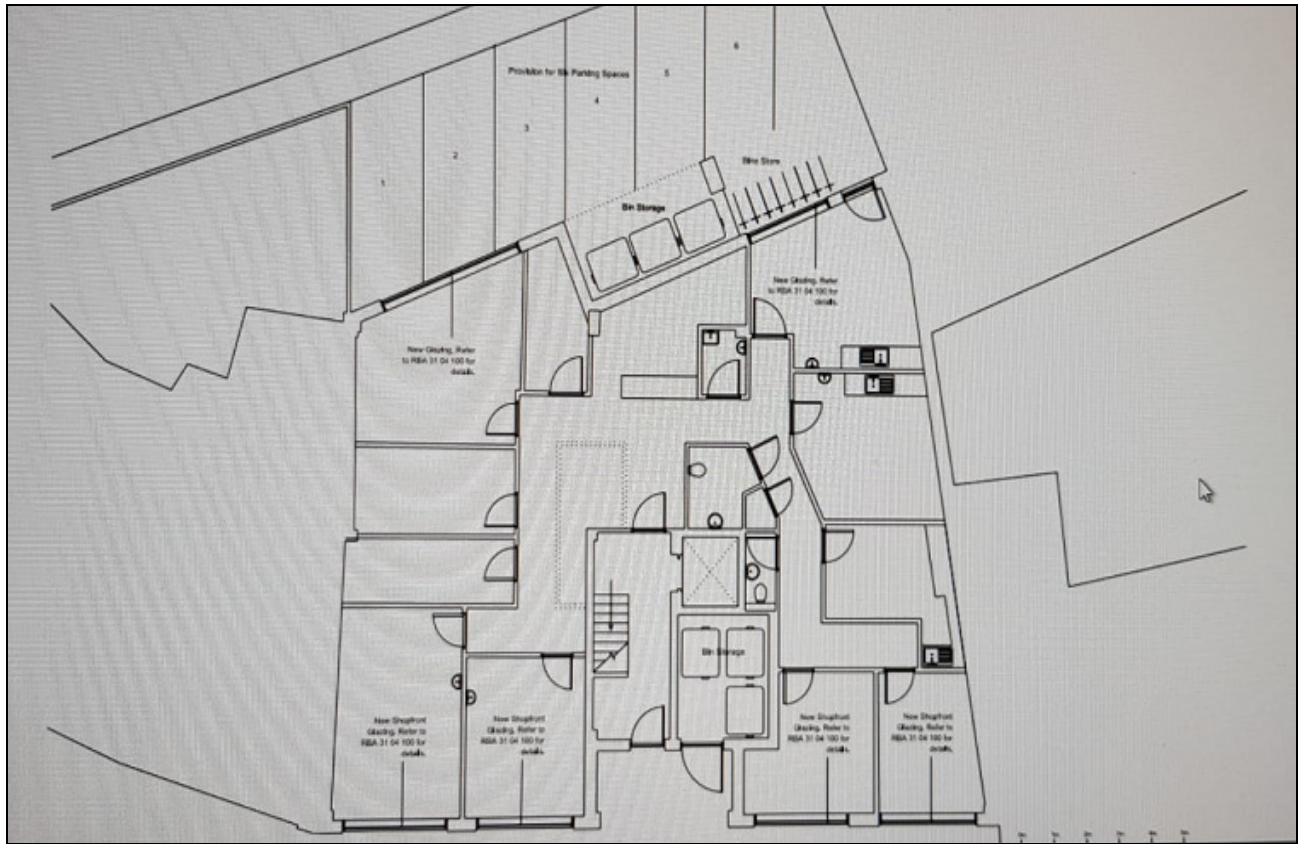 6
Provision for Six Parking Spaces
5
4
3
2
1
Bike Store
Bin Storage
New Glazing, Refer
to RBA 31 04 100 for
details.
New Glazing, Refer
to RBA 31 04 100 for
details.
Bin Storage
New Shopfront
Glazing, Refer to
RBA 31 04 100 for
details.
New Shopfront
Glazing, Refer to
RBA 31 04 100 for
details.
New Shopfront
Glazing, Refer to
RBA 31 04 100 for
details.
New Shopfront
Glazing, Refer to
RBA 31 04 100 for
details.